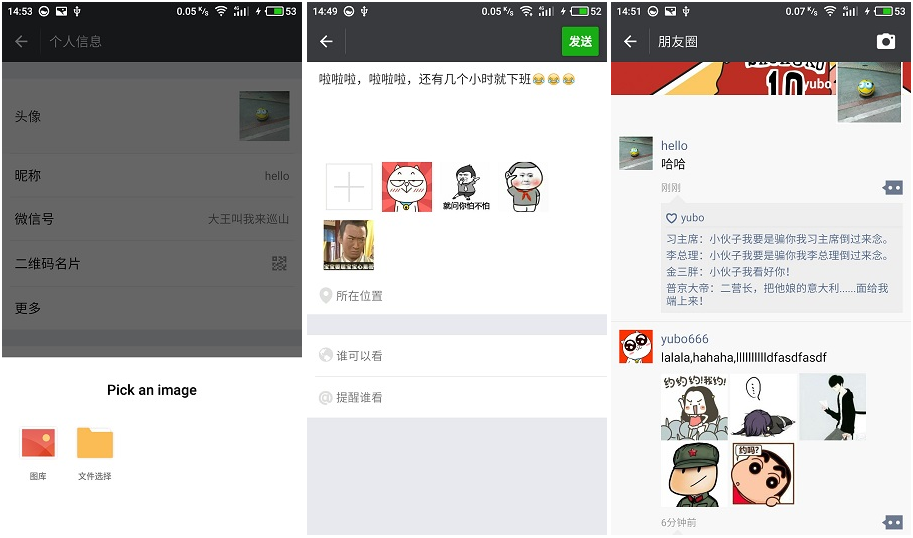 14:53
0.05 K/s
4G
53
个人信息
头像
昵称
hello
微信号
大王叫我来巡山
二维码名片
更多
Pick an image
图库
文件选择
14:49
0.05 K/s
4G
52
发送
啦啦啦，啦啦啦，还有几个小时就下班😂😂😂
就问你怕不怕
所在位置
谁可以看
@ 提醒谁看
14:51
0.07 K/s
4G
53
朋友圈
10
yubo
hello
哈哈
刚刚
yubo
习主席：小伙子我要是骗你我习主席倒过来念。
李总理：小伙子我要是骗你我李总理倒过来念。
金三胖：小伙子我看好你！
普京大帝：二营长，把他娘的意大利......面给我
端上来！
yubo666
lalala,hahaha,lllllllllldfasdfasdf
约约约!我约!
约吗?
6分钟前